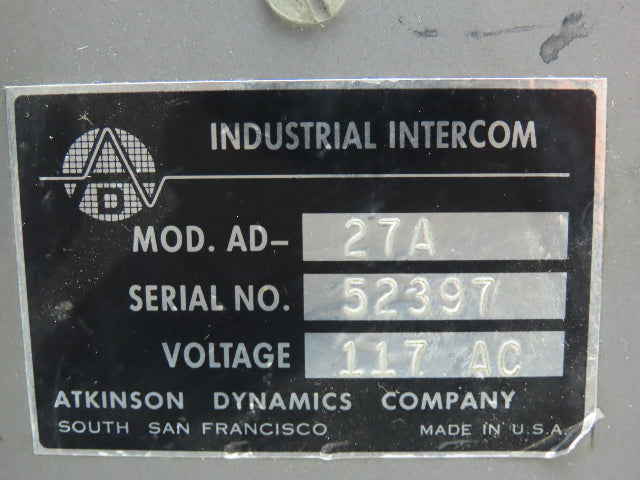 INDUSTRIAL INTERCOM
D
MOD. AD- 27A
SERIAL NO. 52397
VOLTAGE 117 AC
ATKINSON DYNAMICS COMPANY
SOUTH SAN FRANCISCO MADE IN U.S.A.